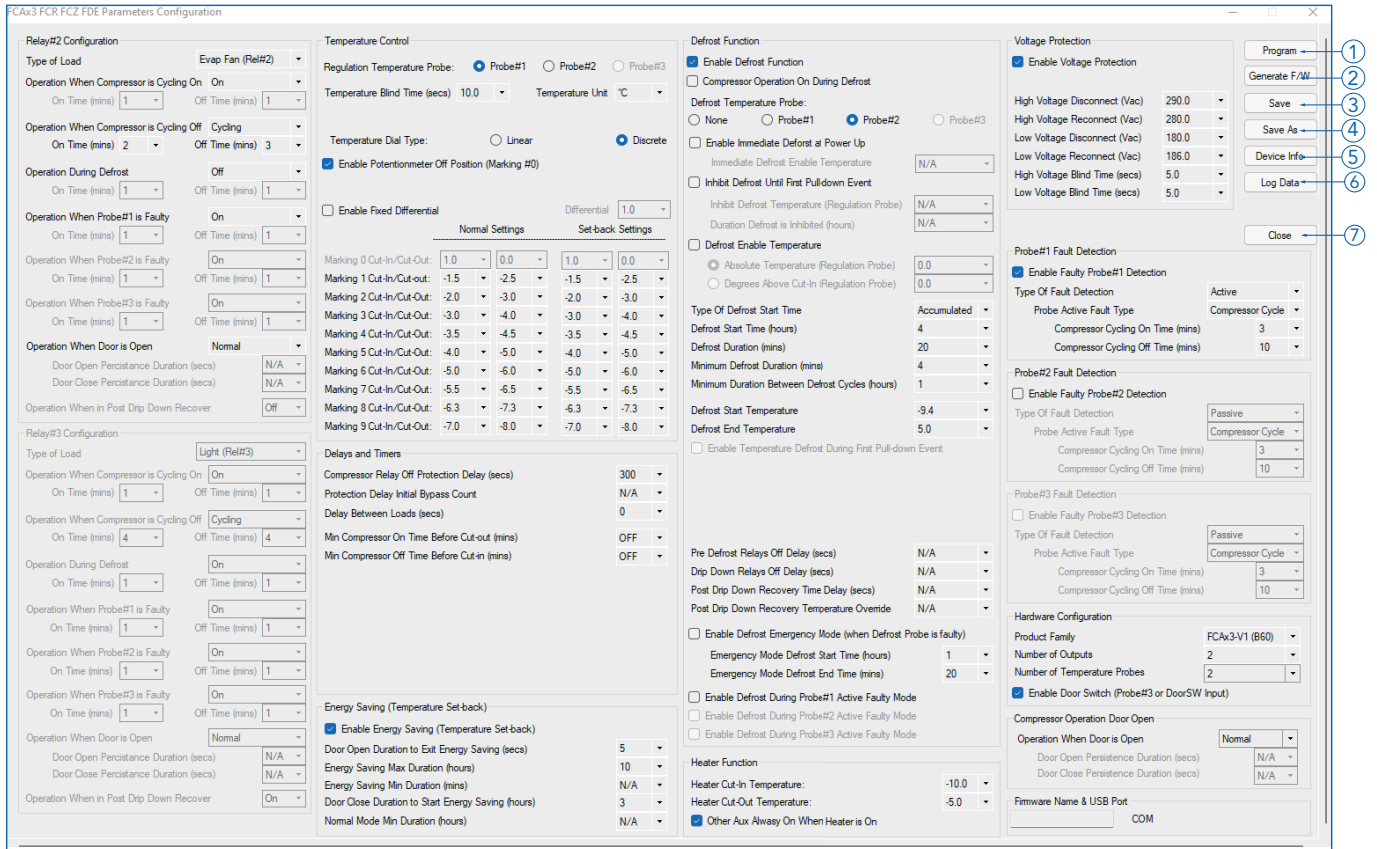 FCAx3 FCR FCZ FDE Parameters Configuration
Relay#2 Configuration
Type of Load Evap Fan (Rel#2)
Operation When Compressor is Cycling On On
On Time (mins) 1 Off Time (mins) 1
Operation When Compressor is Cycling Off Cycling
On Time (mins) 2 Off Time (mins) 3
Operation During Defrost Off
On Time (mins) 1 Off Time (mins) 1
Operation When Probe#1 is Faulty On
On Time (mins) 1 Off Time (mins) 1
Operation When Probe#2 is Faulty On
On Time (mins) 1 Off Time (mins) 1
Operation When Probe#3 is Faulty On
On Time (mins) 1 Off Time (mins) 1
Operation When Door is Open Normal
Door Open Percistance Duration (secs) N/A
Door Close Percistance Duration (secs) N/A
Operation When in Post Drip Down Recover Off
Relay#3 Configuration
Type of Load Light (Rel#3)
Operation When Compressor is Cycling On On
On Time (mins) 1 Off Time (mins) 1
Operation When Compressor is Cycling Off Cycling
On Time (mins) 4 Off Time (mins) 4
Operation During Defrost On
On Time (mins) 1 Off Time (mins) 1
Operation When Probe#1 is Faulty On
On Time (mins) 1 Off Time (mins) 1
Operation When Probe#2 is Faulty On
On Time (mins) 1 Off Time (mins) 1
Operation When Probe#3 is Faulty On
On Time (mins) 1 Off Time (mins) 1
Operation When Door is Open Normal
Door Open Percistance Duration (secs) N/A
Door Close Percistance Duration (secs) N/A
Operation When in Post Drip Down Recover On
Temperature Control
Regulation Temperature Probe: Probe#1 Probe#2 Probe#3
Temperature Blind Time (secs) 10.0 Temperature Unit °C
Temperature Dial Type: Linear Discrete
Enable Potentionmeter Off Position (Marking #0)
Enable Fixed Differential Differential 1.0
Normal Settings Set-back Settings
Marking 0 Cut-In/Cut-Out: 1.0 0.0 1.0 0.0
Marking 1 Cut-In/Cut-out: -1.5 -2.5 -1.5 -2.5
Marking 2 Cut-In/Cut-Out: -2.0 -3.0 -2.0 -3.0
Marking 3 Cut-In/Cut-Out: -3.0 -4.0 -3.0 -4.0
Marking 4 Cut-In/Cut-Out: -3.5 -4.5 -3.5 -4.5
Marking 5 Cut-In/Cut-Out: -4.0 -5.0 -4.0 -5.0
Marking 6 Cut-In/Cut-Out: -5.0 -6.0 -5.0 -6.0
Marking 7 Cut-In/Cut-Out: -5.5 -6.5 -5.5 -6.5
Marking 8 Cut-In/Cut-Out: -6.3 -7.3 -6.3 -7.3
Marking 9 Cut-In/Cut-Out: -7.0 -8.0 -7.0 -8.0
Delays and Timers
Compressor Relay Off Protection Delay (secs) 300
Protection Delay Initial Bypass Count N/A
Delay Between Loads (secs) 0
Min Compressor On Time Before Cut-out (mins) OFF
Min Compressor Off Time Before Cut-in (mins) OFF
Energy Saving (Temperature Set-back)
Enable Energy Saving (Temperature Set-back)
Door Open Duration to Exit Energy Saving (secs) 5
Energy Saving Max Duration (hours) 10
Energy Saving Min Duration (mins) N/A
Door Close Duration to Start Energy Saving (hours) 3
Normal Mode Min Duration (hours) N/A
Defrost Function
Enable Defrost Function
Compressor Operation On During Defrost
Defrost Temperature Probe:
None Probe#1 Probe#2 Probe#3
Enable Immediate Deforst at Power Up
Immediate Defrost Enable Temperature N/A
Inhibit Defrost Until First Pull-down Event
Inhibit Defrost Temperature (Regulation Probe) N/A
Duration Defrost is Inhibited (hours) N/A
Defrost Enable Temperature
Absolute Temperature (Regulation Probe) 0.0
Degrees Above Cut-In (Regulation Probe) 0.0
Type Of Defrost Start Time Accumulated
Defrost Start Time (hours) 4
Defrost Duration (mins) 20
Minimum Defrost Duration (mins) 4
Minimum Duration Between Defrost Cycles (hours) 1
Defrost Start Temperature -9.4
Defrost End Temperature 5.0
Enable Temperature Defrost During First Pull-down Event
Pre Defrost Relays Off Delay (secs) N/A
Drip Down Relays Off Delay (secs) N/A
Post Drip Down Recovery Time Delay (secs) N/A
Post Drip Down Recovery Temperature Override N/A
Enable Defrost Emergency Mode (when Defrost Probe is faulty)
Emergency Mode Defrost Start Time (hours) 1
Emergency Mode Defrost End Time (mins) 20
Enable Defrost During Probe#1 Active Faulty Mode
Enable Defrost During Probe#2 Active Faulty Mode
Enable Defrost During Probe#3 Active Faulty Mode
Heater Function
Heater Cut-In Temperature: -10.0
Heater Cut-Out Temperature: -5.0
Other Aux Alwasy On When Heater is On
Voltage Protection
Enable Voltage Protection
High Voltage Disconnect (Vac) 290.0
High Voltage Reconnect (Vac) 280.0
Low Voltage Disconnect (Vac) 180.0
Low Voltage Reconnect (Vac) 186.0
High Voltage Blind Time (secs) 5.0
Low Voltage Blind Time (secs) 5.0
Program 1
Generate F/W 2
Save 3
Save As 4
Device Info 5
Log Data 6
Close 7
Probe#1 Fault Detection
Enable Faulty Probe#1 Detection
Type Of Fault Detection Active
Probe Active Fault Type Compressor Cycle
Compressor Cycling On Time (mins) 3
Compressor Cycling Off Time (mins) 10
Probe#2 Fault Detection
Enable Faulty Probe#2 Detection
Type Of Fault Detection Passive
Probe Active Fault Type Compressor Cycle
Compressor Cycling On Time (mins) 3
Compressor Cycling Off Time (mins) 10
Probe#3 Fault Detection
Enable Faulty Probe#3 Detection
Type Of Fault Detection Passive
Probe Active Fault Type Compressor Cycle
Compressor Cycling On Time (mins) 3
Compressor Cycling Off Time (mins) 10
Hardware Configuration
Product Family FCAx3-V1 (B60)
Number of Outputs 2
Number of Temperature Probes 2
Enable Door Switch (Probe#3 or DoorSW Input)
Compressor Operation Door Open
Operation When Door is Open Normal
Door Open Persistence Duration (secs) N/A
Door Close Persistence Duration (secs) N/A
Firmware Name & USB Port
COM